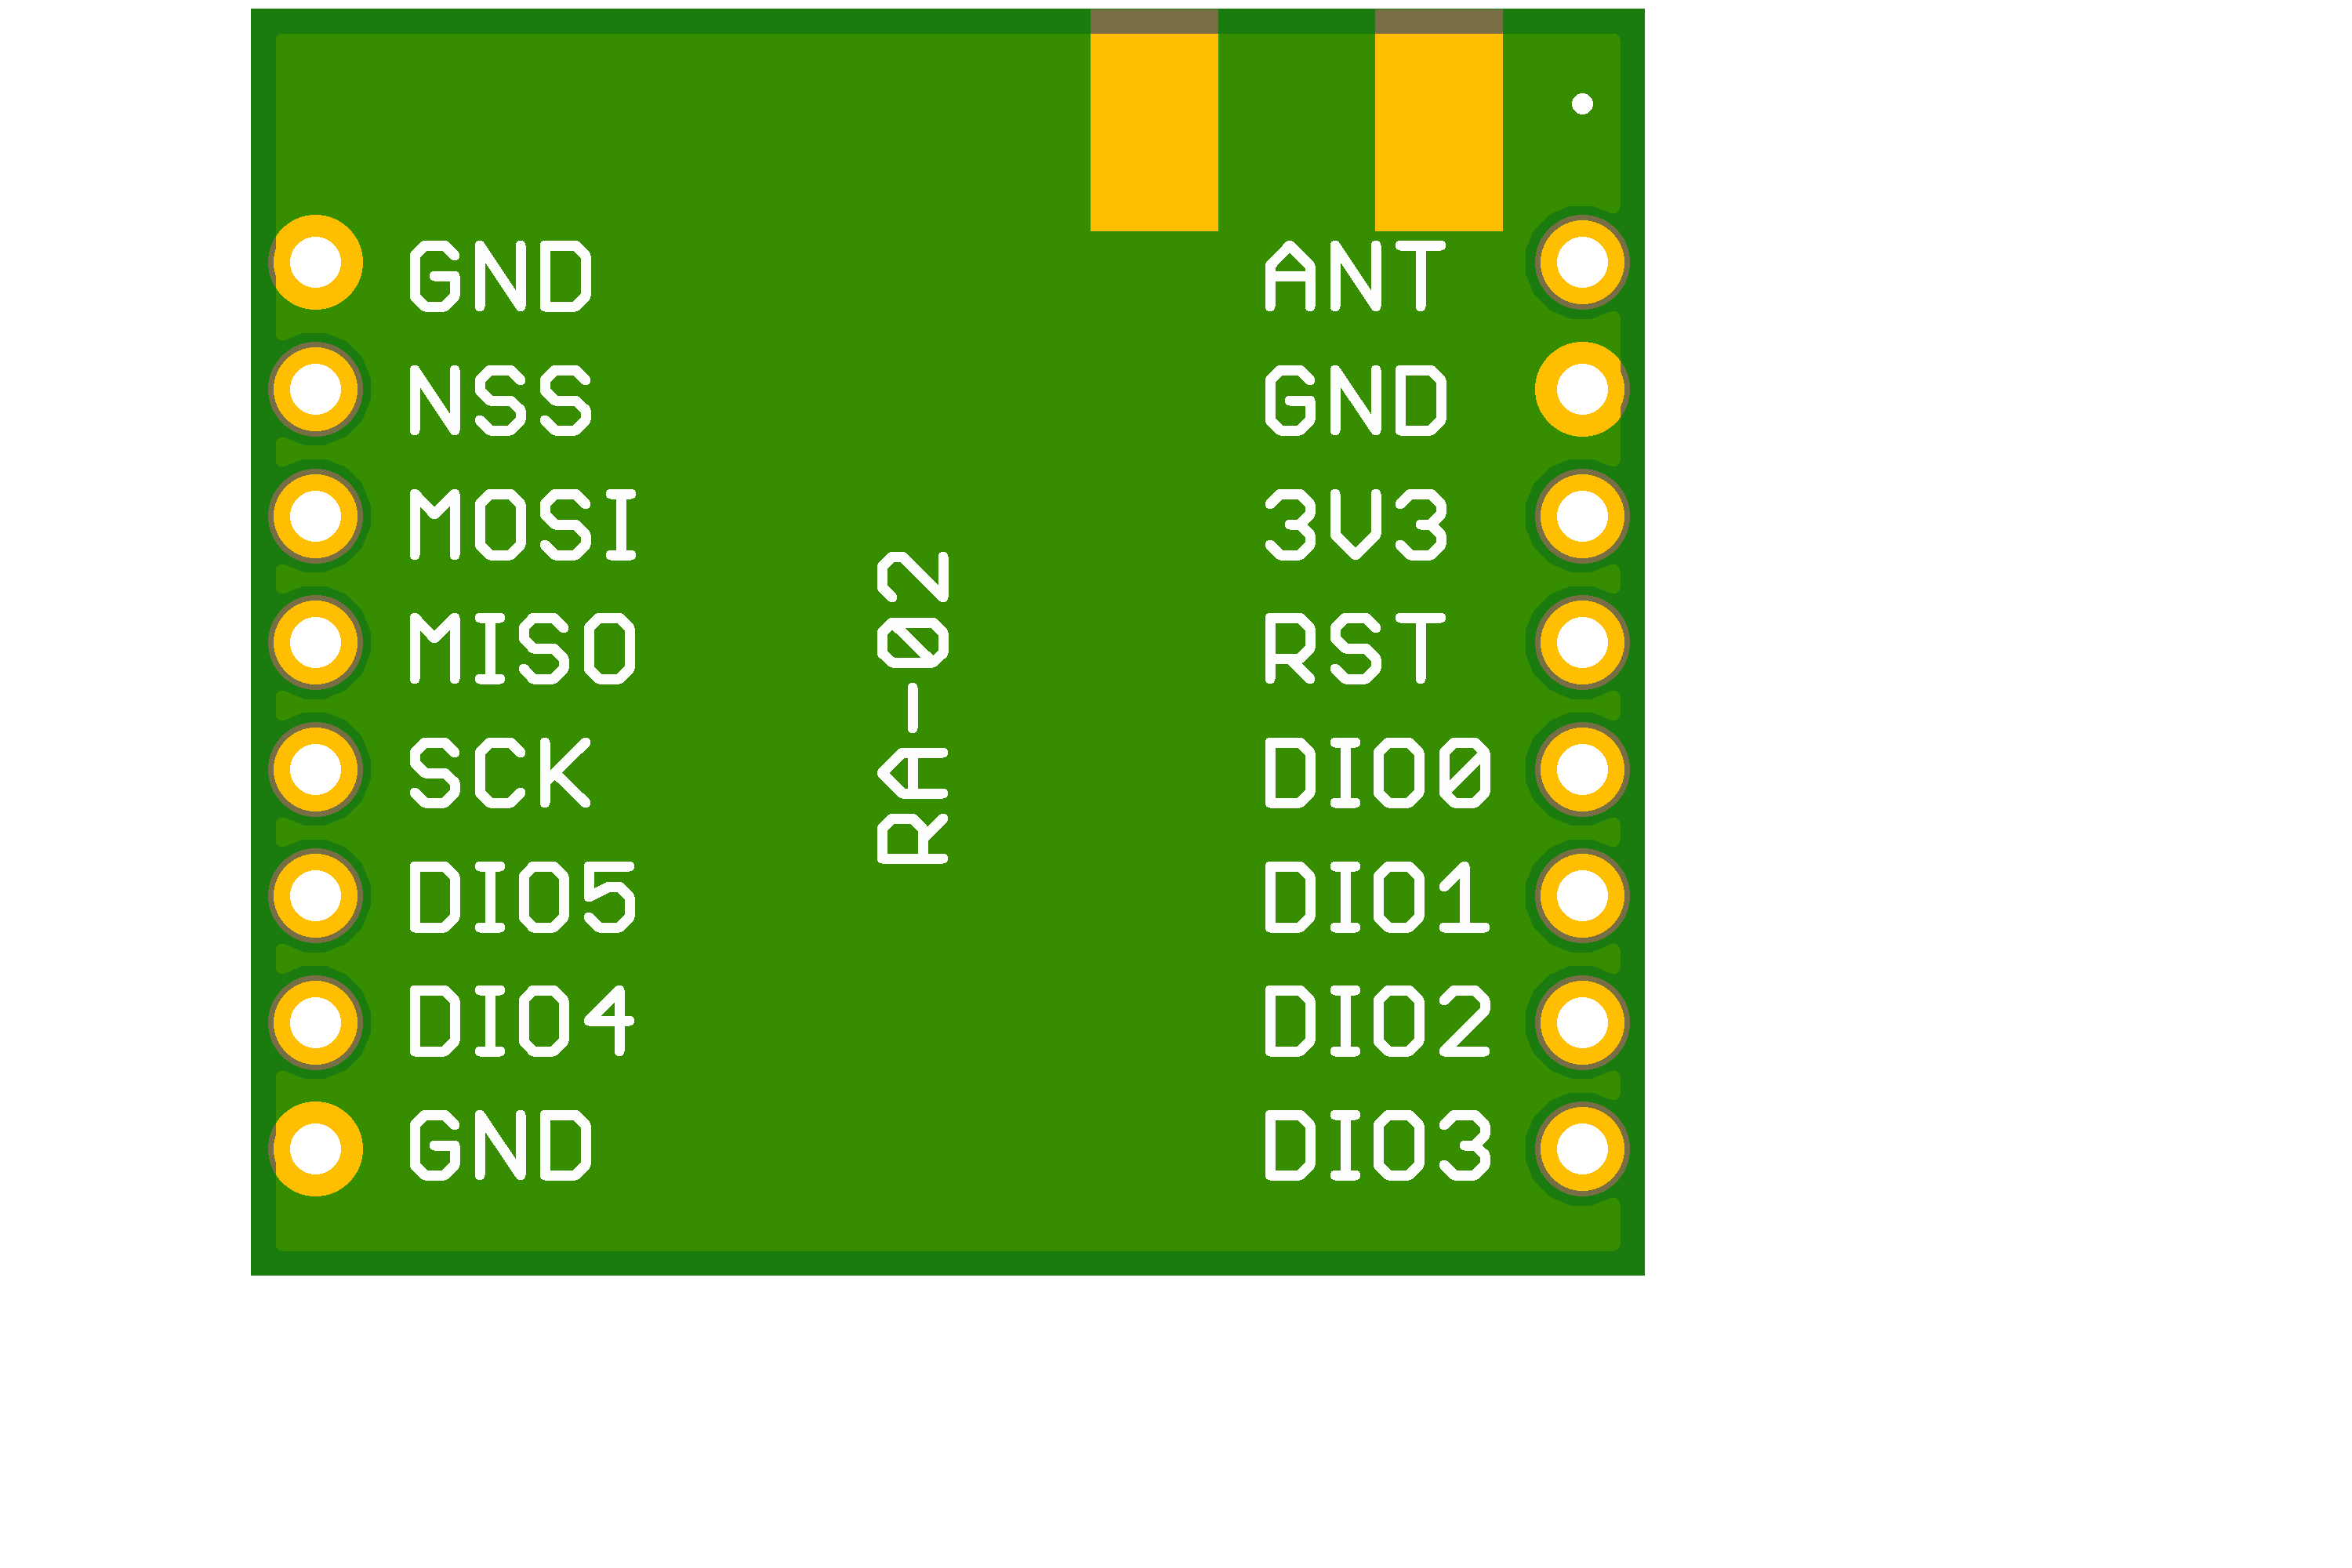 GND
NSS
MOSI
MISO
SCK
DIO5
DIO4
GND
RA-02
ANT
GND
3V3
RST
DIO0
DIO1
DIO2
DIO3